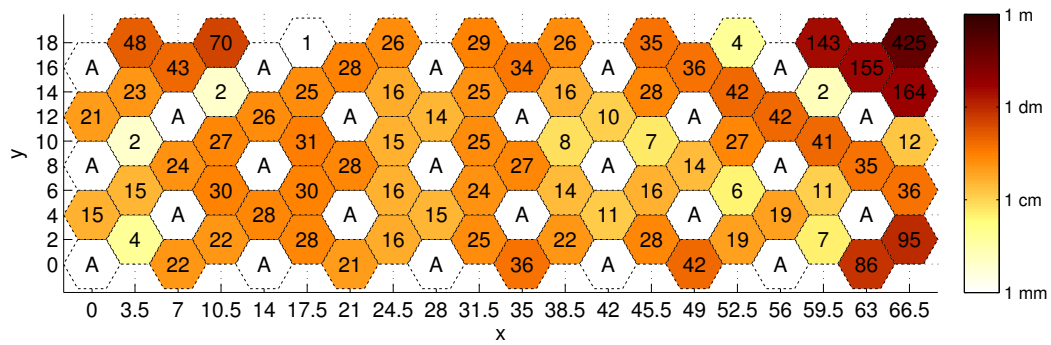 1 m
18 48 70 1 26 29 26 35 4 143 425
16 A 43 A 28 A 34 A 36 A 155
14 23 2 25 16 25 16 28 42 2 164
1 dm
12 21 A 26 A 14 A 10 A 42 A
10 2 27 31 15 25 8 7 27 41 12
y
8 A 24 A 28 A 27 A 14 A 35
6 15 30 30 16 24 14 16 6 11 36
1 cm
4 15 A 28 A 15 A 11 A 19 A
2 4 22 28 16 25 22 28 19 7 95
0 A 22 A 21 A 36 A 42 A 86
1 mm
0 3.5 7 10.5 14 17.5 21 24.5 28 31.5 35 38.5 42 45.5 49 52.5 56 59.5 63 66.5
x